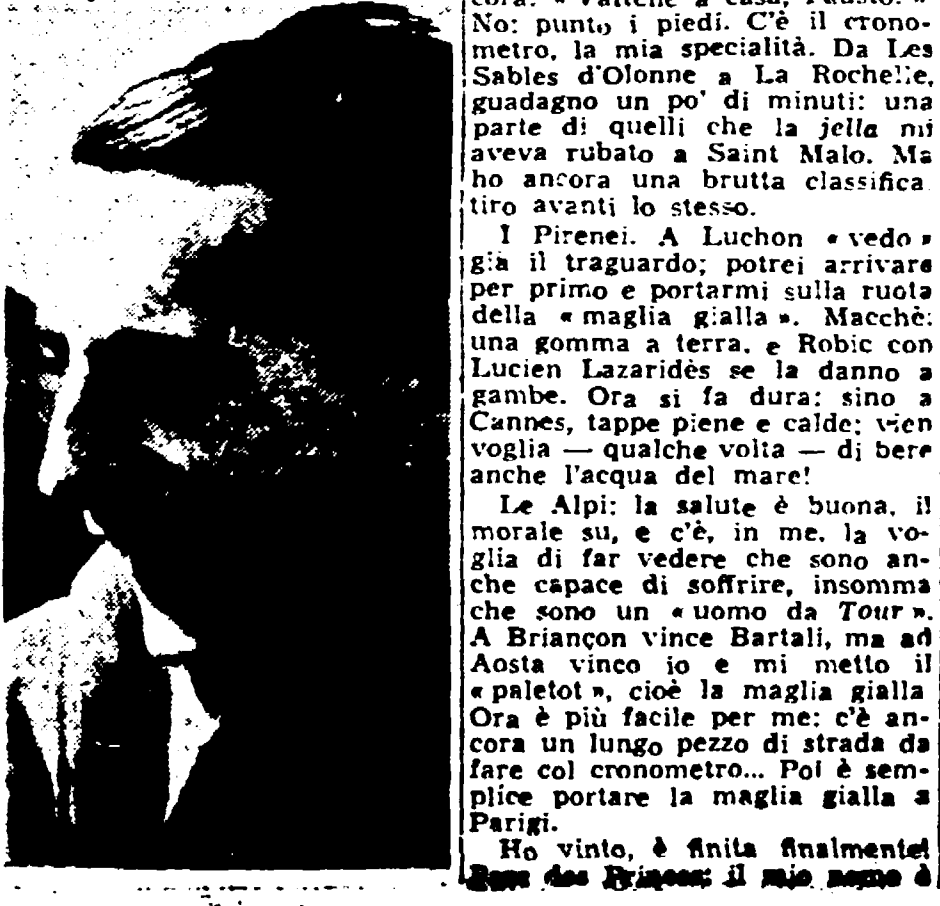 cora: « Vattene a casa, Fausto! »
No: punto i piedi. C'è il crono-
metro, la mia specialità. Da Les
Sables d'Olonne a La Rochelle,
guadagno un po' di minuti: una
parte di quelli che la jella mi
aveva rubato a Saint Malo. Ma
ho ancora una brutta classifica
tiro avanti lo stesso.
I Pirenei. A Luchon « vedo »
già il traguardo; potrei arrivare
per primo e portarmi sulla ruota
della « maglia gialla ». Macchè:
una gomma a terra, e Robic con
Lucien Lazaridès se la danno a
gambe. Ora si fa dura: sino a
Cannes, tappe piene e calde; vien
voglia — qualche volta — di bere
anche l'acqua del mare!
Le Alpi: la salute è buona, il
morale su, e c'è, in me, la vo-
glia di far vedere che sono an-
che capace di soffrire, insomma
che sono un « uomo da Tour ».
A Briançon vince Bartali, ma ad
Aosta vinco io e mi metto il
« paletot », cioè la maglia gialla
Ora è più facile per me: c'è an-
cora un lungo pezzo di strada da
fare col cronometro... Poi è sem-
plice portare la maglia gialla a
Parigi.
Ho vinto, è finita finalmente!
Parc des Princes: il mio nome è